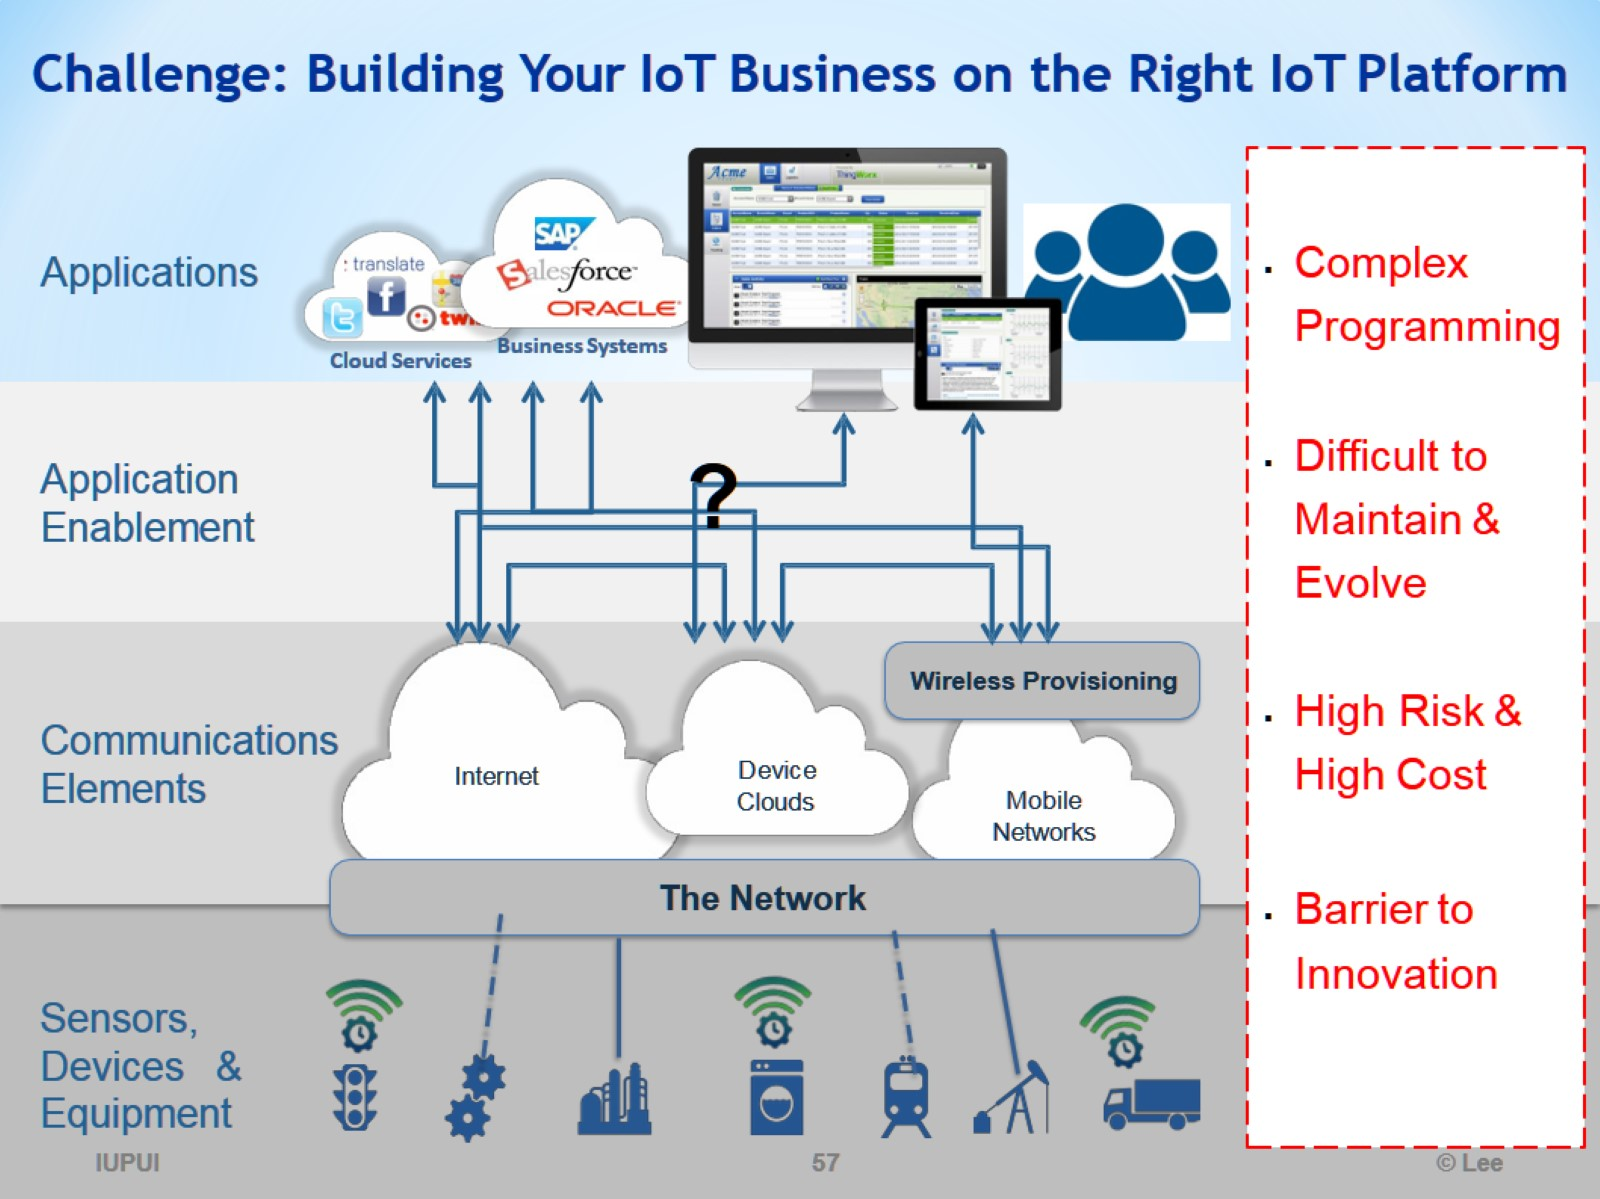 Challenge: Building Your IoT Business on the Right IoT Platform
Applications
: translate
SAP
Salesforce
ORACLE
Cloud Services
Business Systems
Acme
ThingWorx
Application
Enablement
?
Communications
Elements
Internet
Device
Clouds
Wireless Provisioning
Mobile
Networks
The Network
Sensors,
Devices &
Equipment
· Complex
Programming
· Difficult to
Maintain &
Evolve
· High Risk &
High Cost
· Barrier to
Innovation
IUPUI
57
© Lee